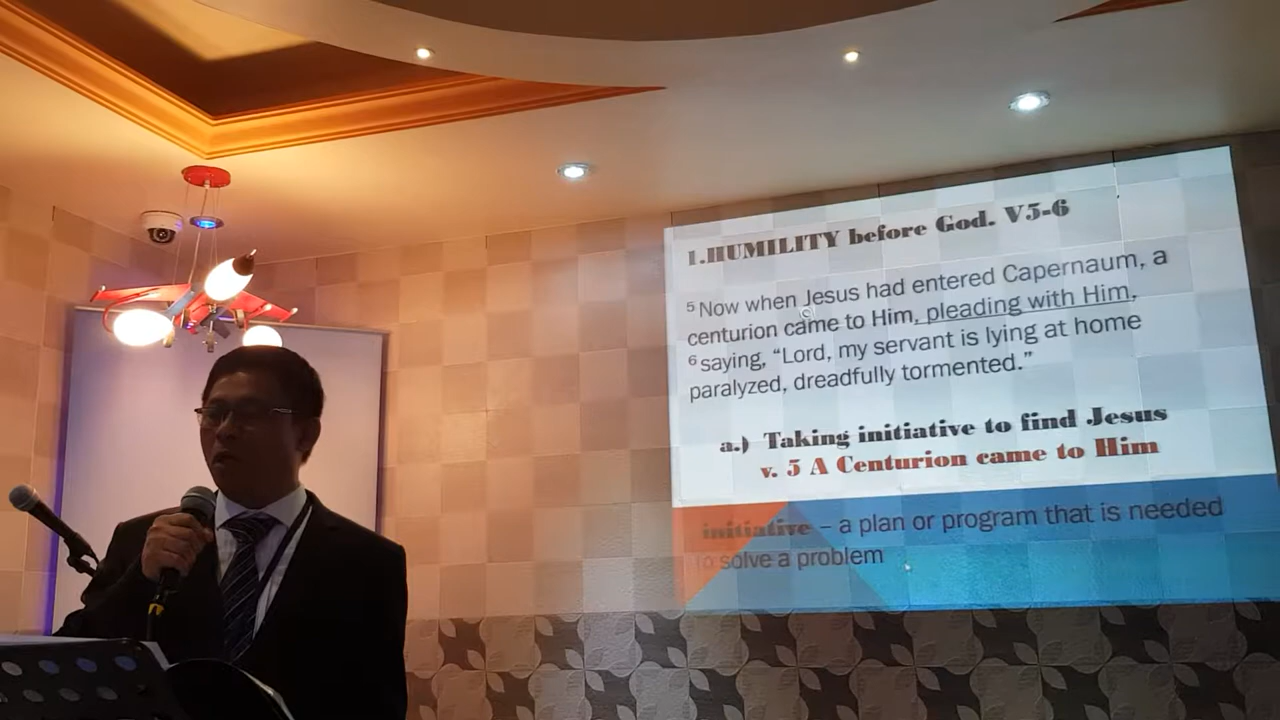 1.HUMILITY before God. V5-6
5 Now when Jesus had entered Capernaum, a
centurion came to Him, pleading with Him,
6 saying, “Lord, my servant is lying at home
paralyzed, dreadfully tormented.”
a.) Taking initiative to find Jesus
v. 5 A Centurion came to Him
initiative – a plan or program that is needed
to solve a problem